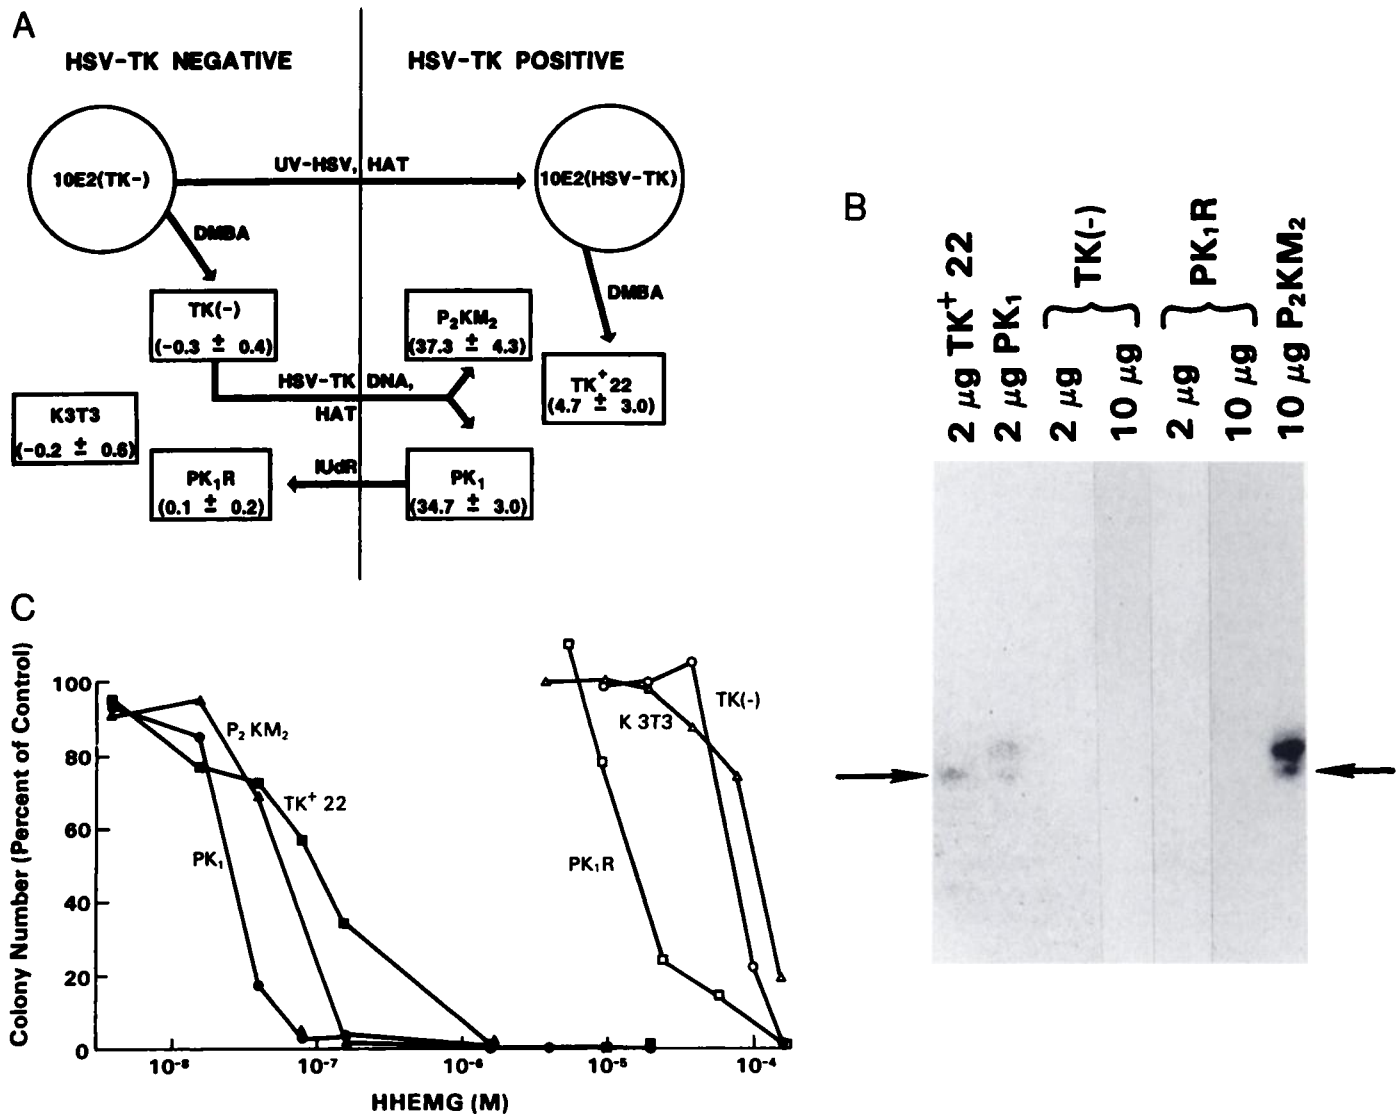 A
HSV-TK NEGATIVE
HSV-TK POSITIVE
10E2(TK-)
UV-HSV, HAT
10E2(HSV-TK)
DMBA
DMBA
TK(-)
(-0.3 ± 0.4)
P₂KM₂
(37.3 ± 4.3)
TK⁺22
(4.7 ± 3.0)
HSV-TK DNA,
HAT
K3T3
(-0.2 ± 0.6)
PK₁R
(0.1 ± 0.2)
IUdR
PK₁
(34.7 ± 3.0)
B
2 µg TK⁺ 22
2 µg PK₁
TK(-)
2 µg
10 µg
PK₁R
2 µg
10 µg
10 µg P₂KM₂
C
Colony Number (Percent of Control)
100
80
60
40
20
0
P₂ KM₂
TK⁺ 22
PK₁
K 3T3
TK(-)
PK₁R
10⁻⁸
10⁻⁷
10⁻⁶
10⁻⁵
10⁻⁴
HHEMG (M)